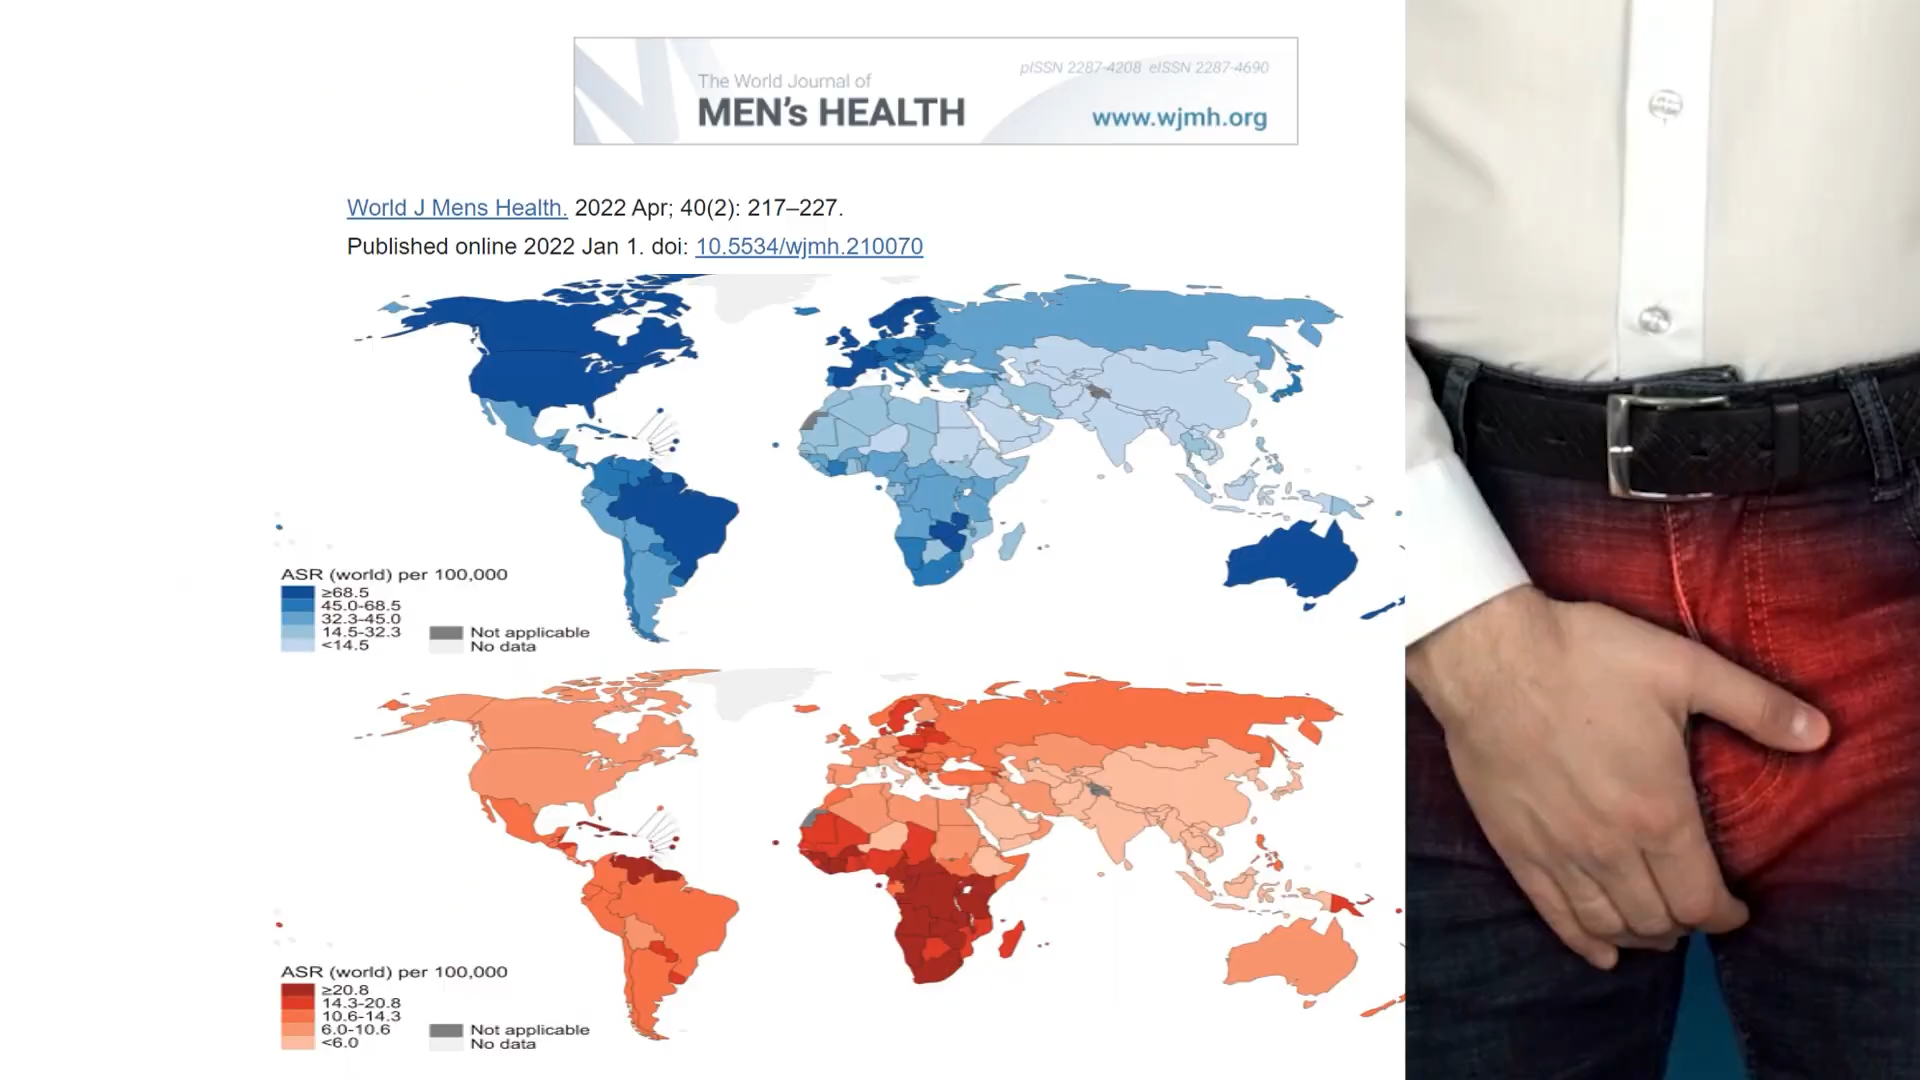 The World Journal of
MEN's HEALTH
pISSN 2287-4208 eISSN 2287-4690
www.wjmh.org
World J Mens Health. 2022 Apr; 40(2): 217–227.
Published online 2022 Jan 1. doi: 10.5534/wjmh.210070
ASR (world) per 100,000
≥68.5
45.0-68.5
32.3-45.0
14.5-32.3
<14.5
Not applicable
No data
ASR (world) per 100,000
≥20.8
14.3-20.8
10.6-14.3
6.0-10.6
<6.0
Not applicable
No data